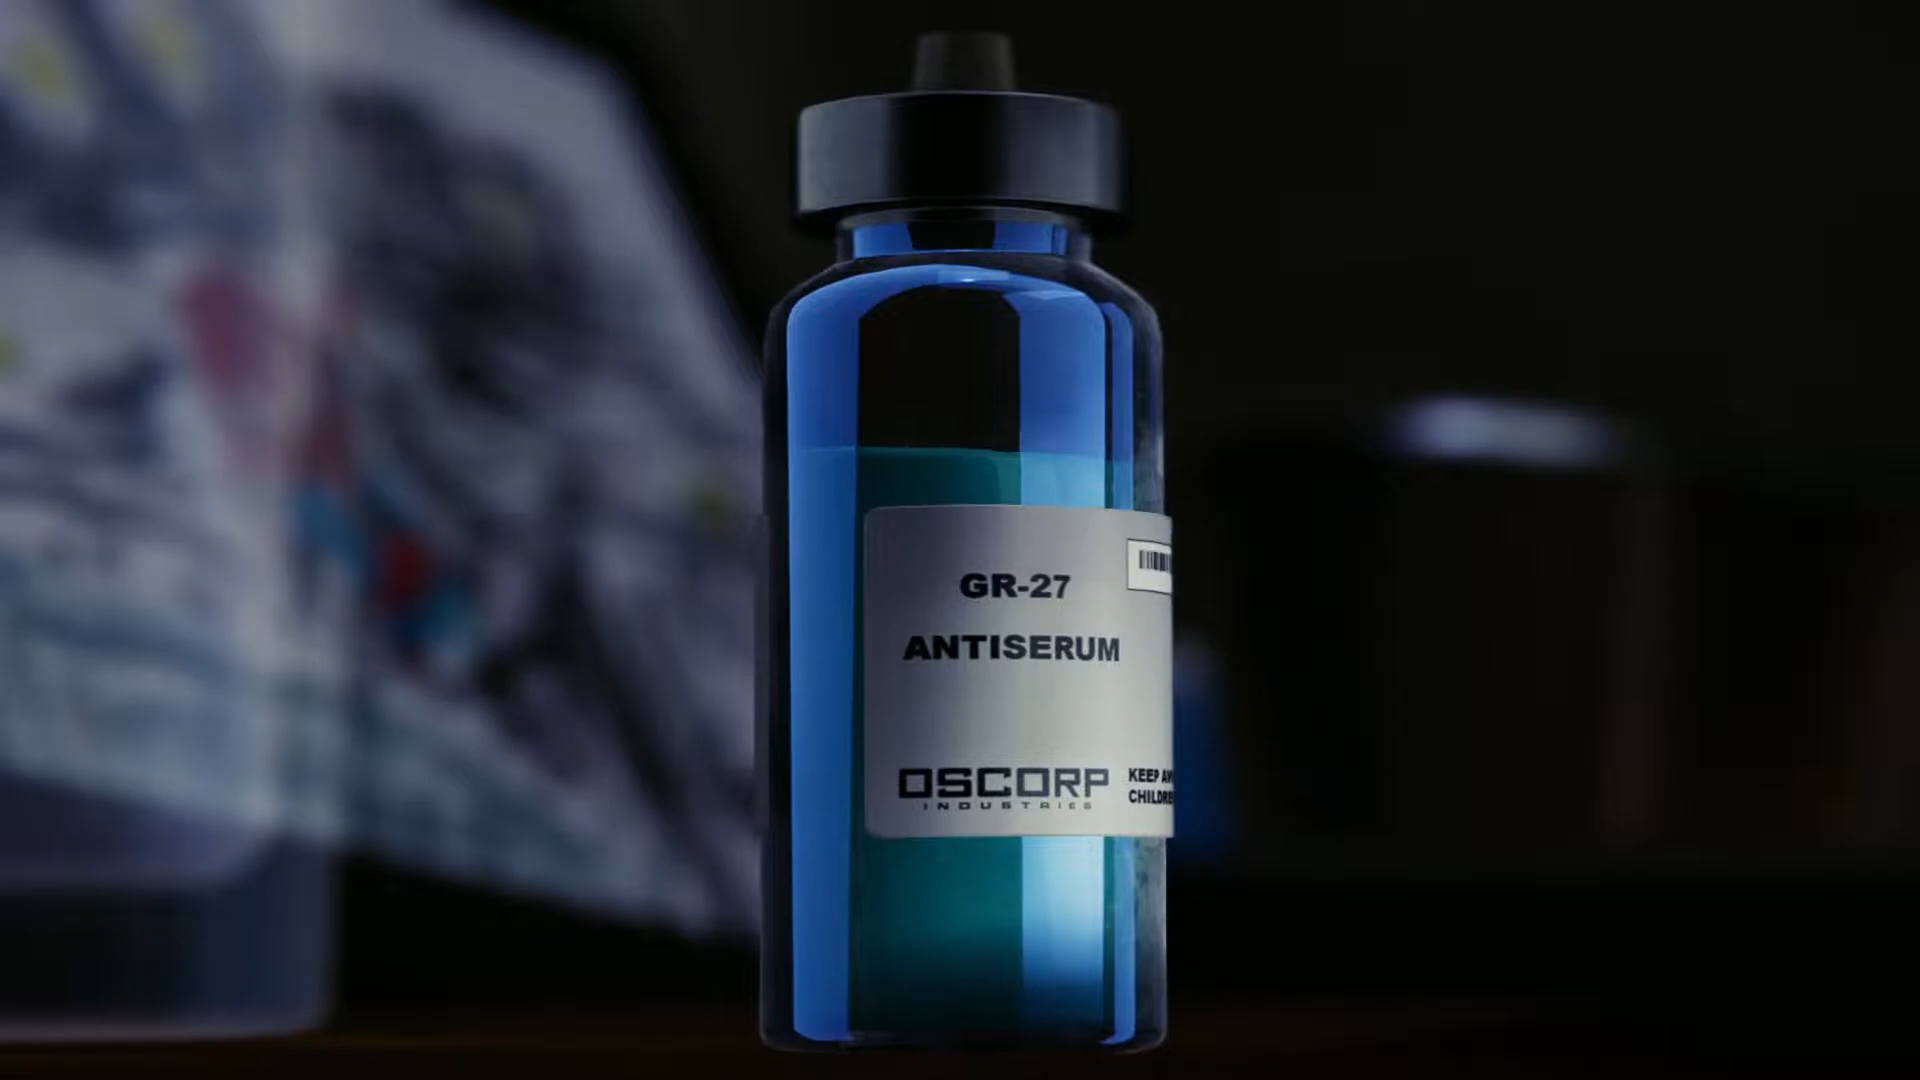 GR-27
ANTISERUM
OSCORP
INDUSTRIES
KEEP